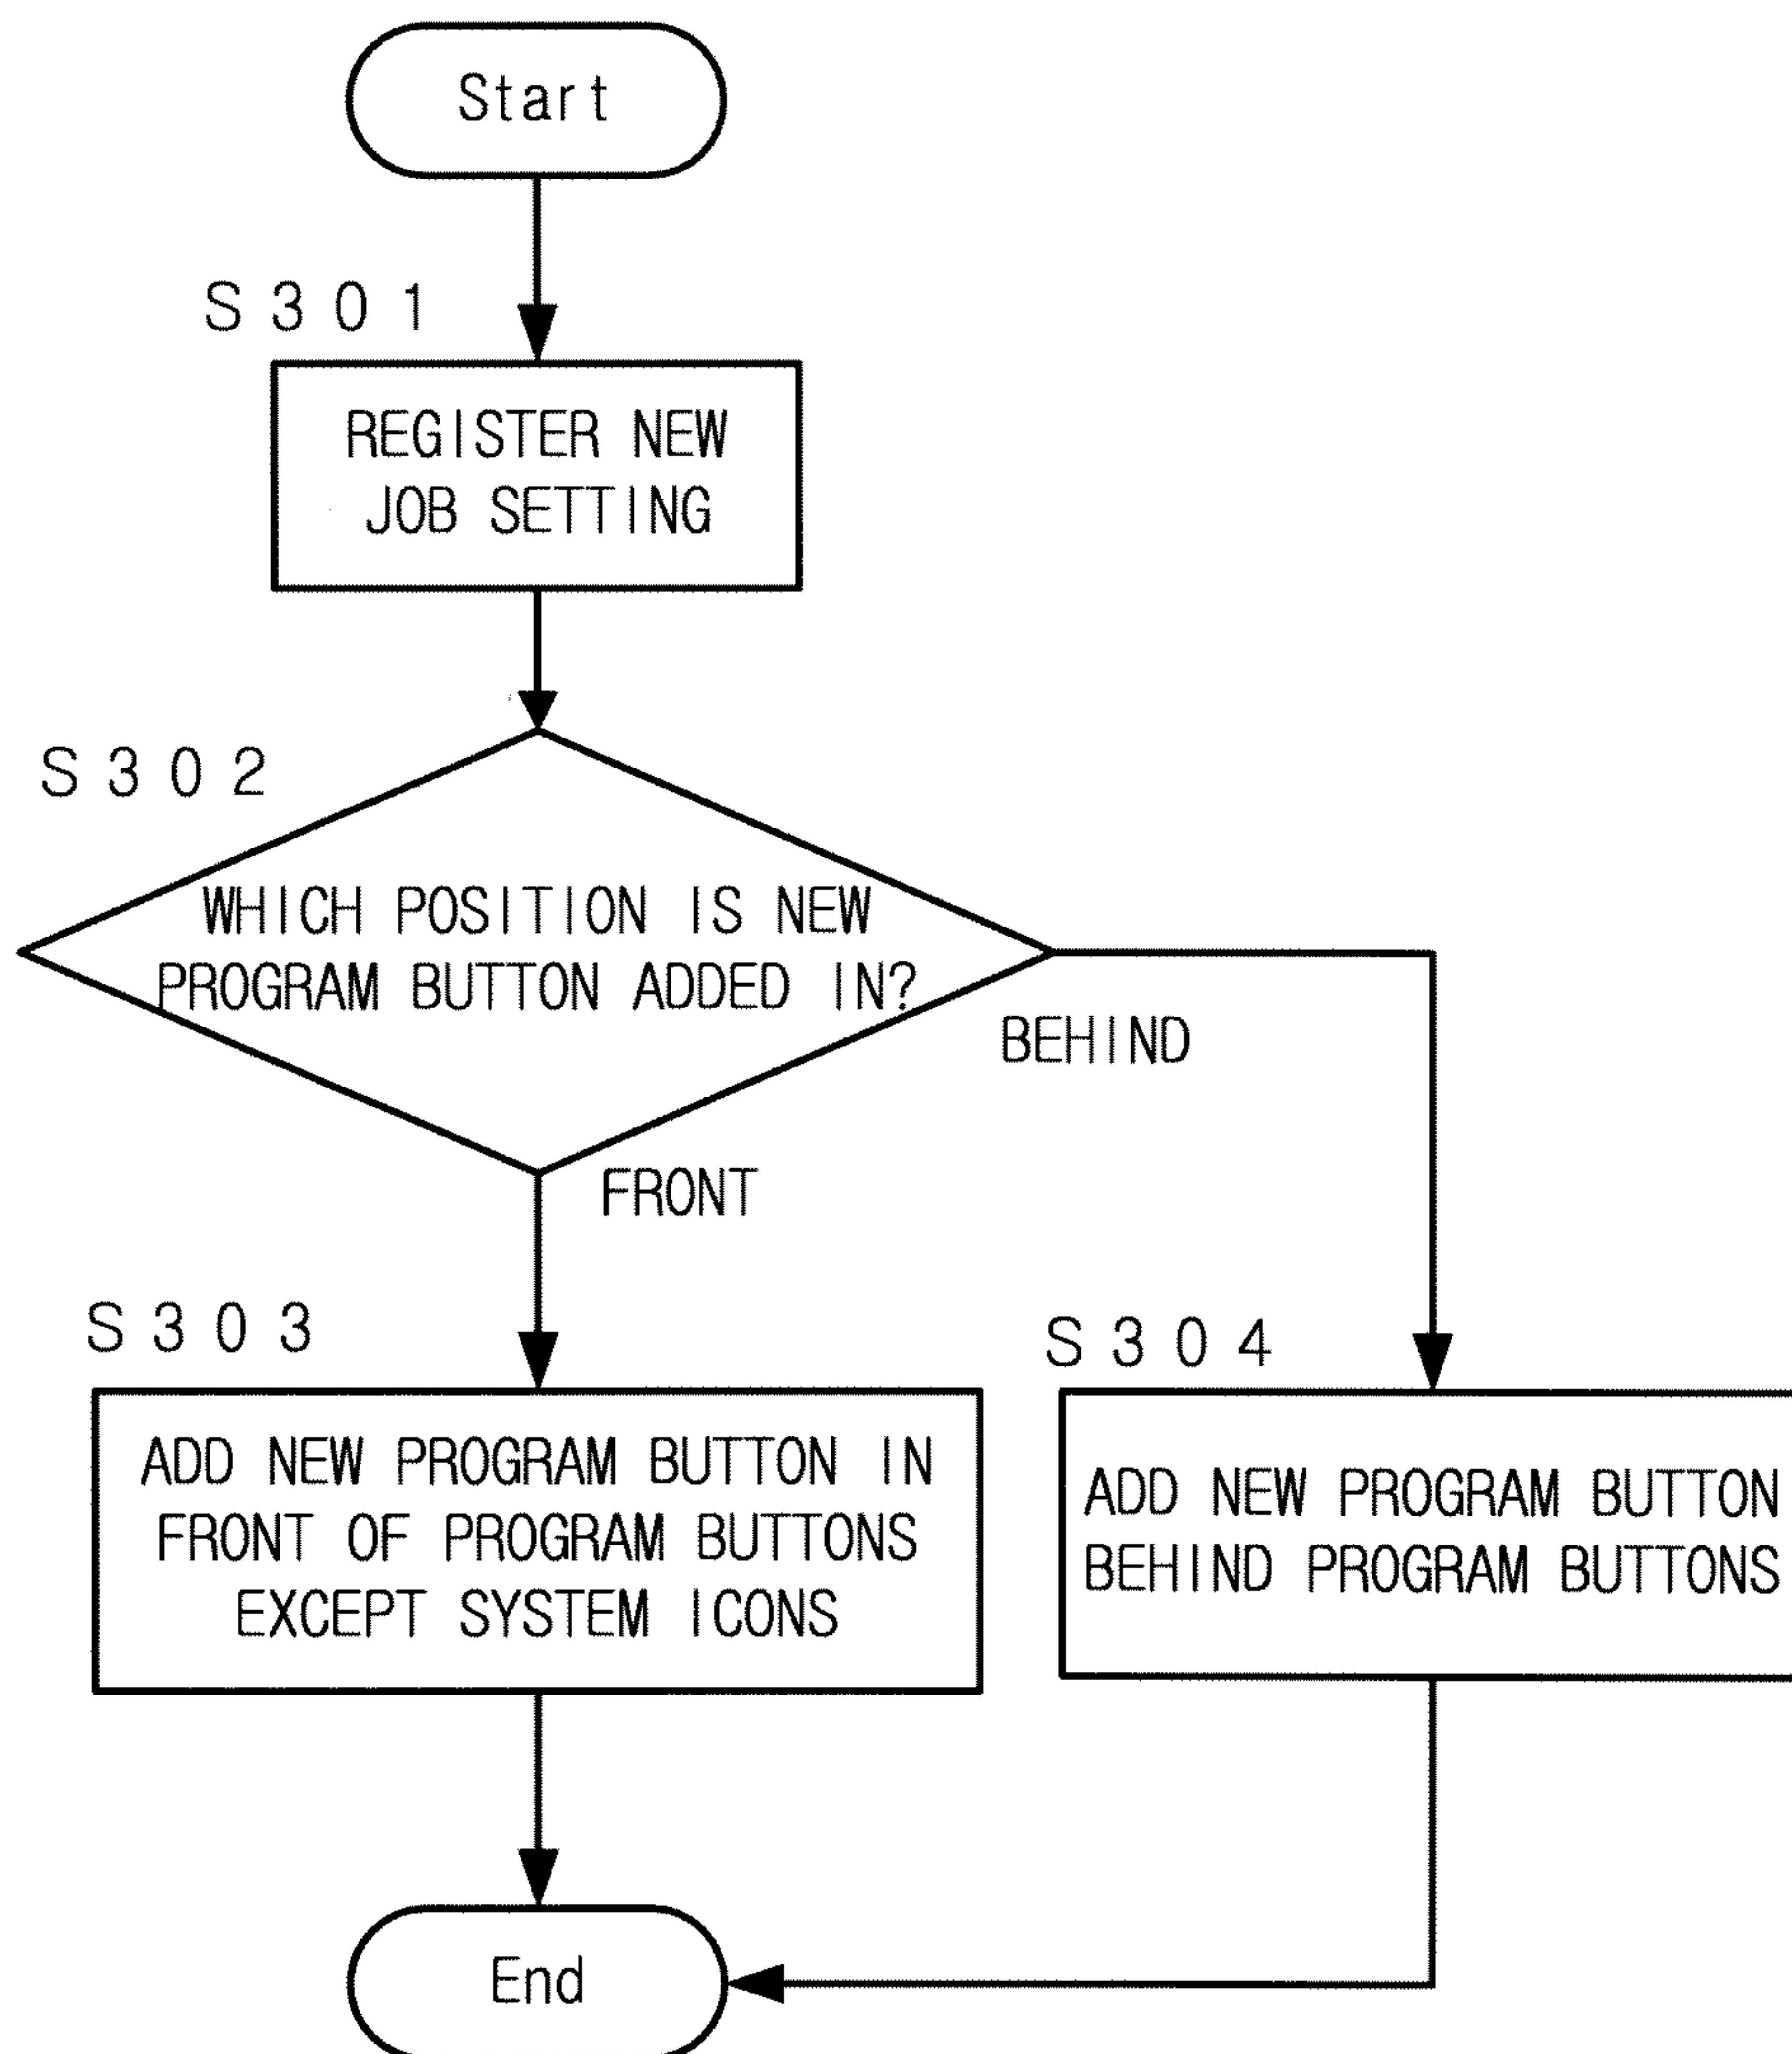 Start
S301
REGISTER NEW
JOB SETTING
S302
WHICH POSITION IS NEW
PROGRAM BUTTON ADDED IN?
BEHIND
FRONT
S303
ADD NEW PROGRAM BUTTON IN
FRONT OF PROGRAM BUTTONS
EXCEPT SYSTEM ICONS
S304
ADD NEW PROGRAM BUTTON
BEHIND PROGRAM BUTTONS
End